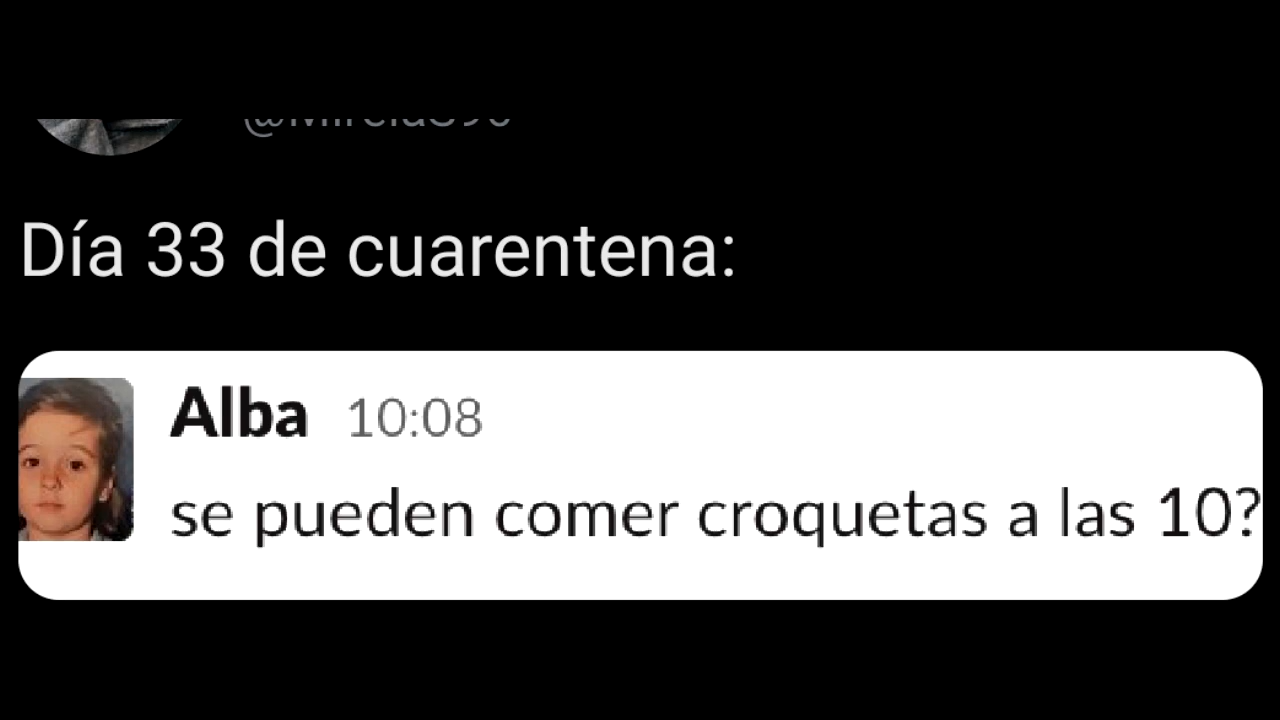 Día 33 de cuarentena:
Alba 10:08
se pueden comer croquetas a las 10?